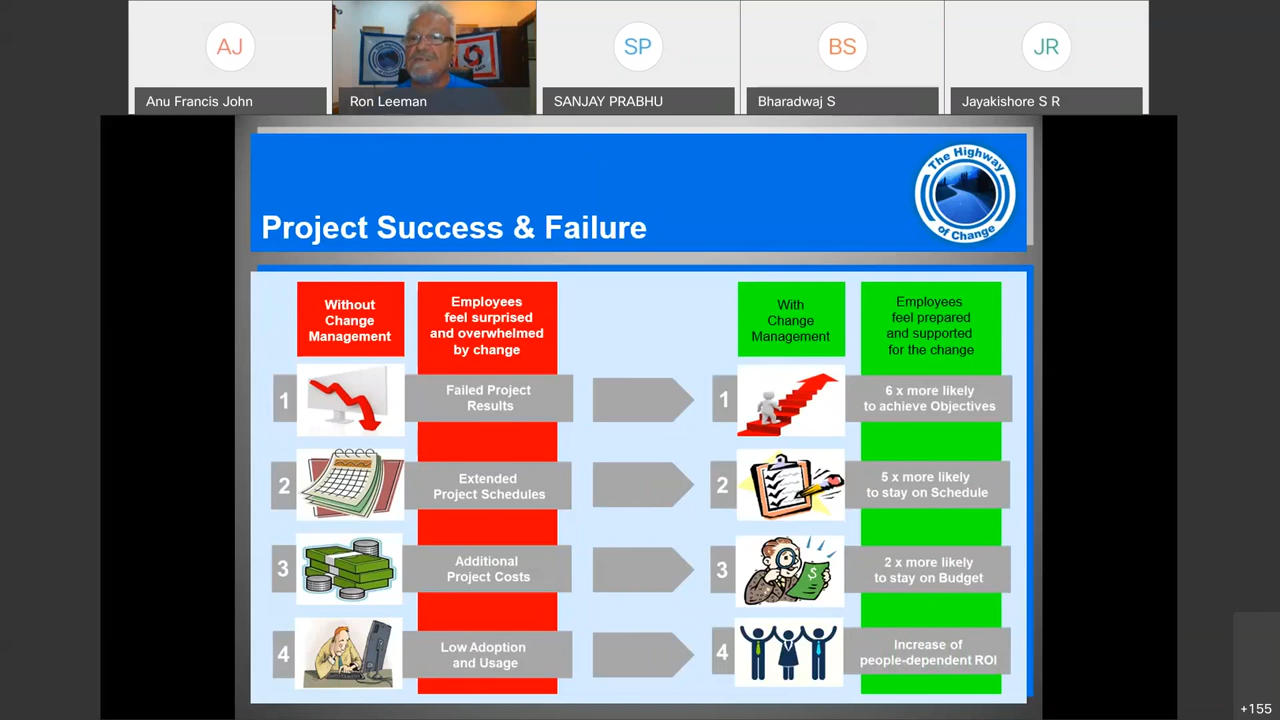 AJ
SP
BS
JR
Anu Francis John
Ron Leeman
SANJAY PRABHU
Bharadwaj S
Jayakishore S R
The Highway
of Change
Project Success & Failure
Without
Change
Management
Employees
feel surprised
and overwhelmed
by change
With
Change
Management
Employees
feel prepared
and supported
for the change
1
Failed Project
Results
1
6 x more likely
to achieve Objectives
2
Extended
Project Schedules
2
5 x more likely
to stay on Schedule
3
Additional
Project Costs
3
$
2 x more likely
to stay on Budget
4
Low Adoption
and Usage
4
Increase of
people-dependent ROI
+155